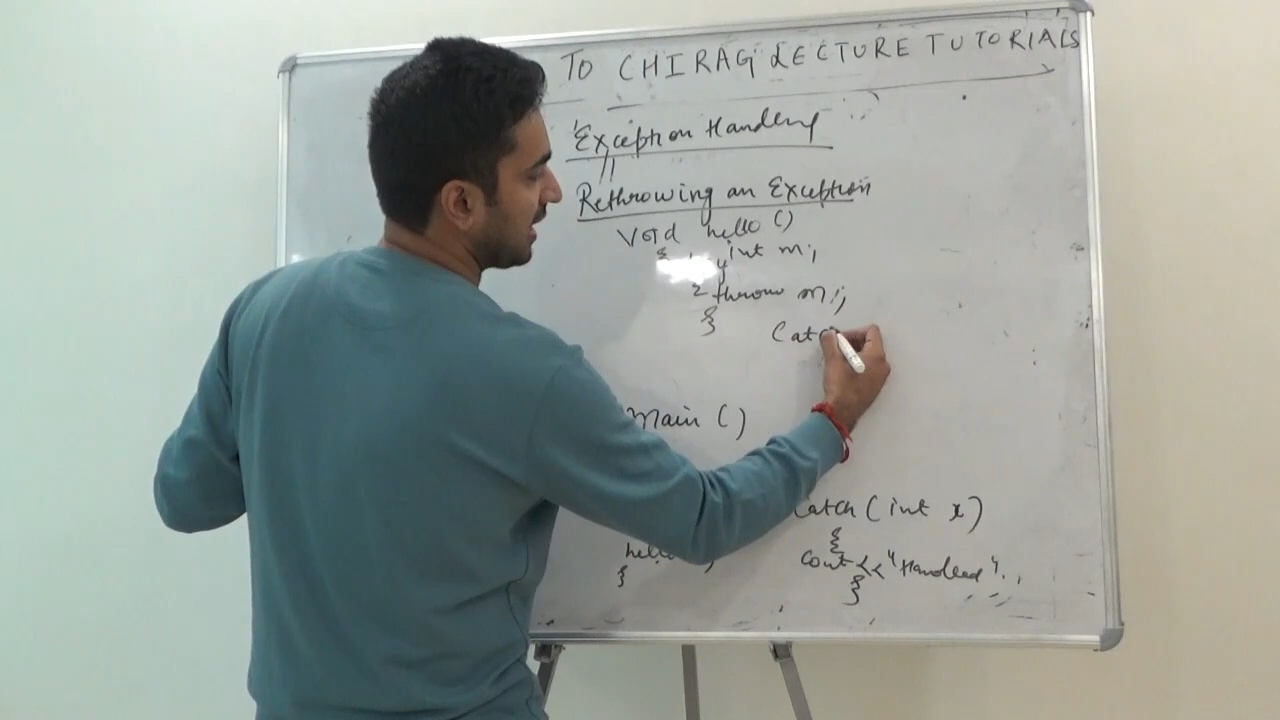 TO CHIRAG LECTURE TUTORIALS
Exception Handling
Rethrowing an Exception
Void hello ()
{ int m;
throw m;
}
Catc
Main ()
Catch (int x)
{
hell
cout << "Handled";
}
}